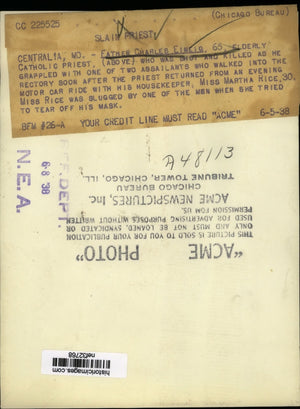 (CHICAGO BUREAU)
CC 225525
SLAIN PRIEST
CENTRALIA, MO. - FATHER CHARLES 65, ELDERLY
CATHOLIC PRIEST, (ABOVE) WHO WAS SHOT AND KILLED AS HE
GRAPPLED WITH ONE OF TWO ASSAILANTS WHO WALKED INTO THE
RECTORY SOON AFTER THE PRIEST RETURNED FROM AN EVENING
MOTOR CAR RIDE WITH HIS HOUSEKEEPER, MISS MARTHA RICE, 30.
MISS RICE WAS SLUGGED BY ONE OF THE MEN WHEN SHE TRIED
TO TEAR OFF HIS MASK.
BFM #26-A YOUR CREDIT LINE MUST READ "ACME" 6-5-38
A48113
DEPT.
6-8-38
N.E.A.
"ACME PHOTO"
THIS PICTURE IS SOLD TO YOU FOR YOUR PUBLICATION
ONLY AND MUST NOT BE LOANED, SYNDICATED OR
USED FOR ADVERTISING PURPOSES WITHOUT WRITTEN
PERMISSION FROM US.
ACME NEWSPICTURES, Inc.
CHICAGO BUREAU
TRIBUNE TOWER, CHICAGO, ILL.
historicimages.com
nef32768